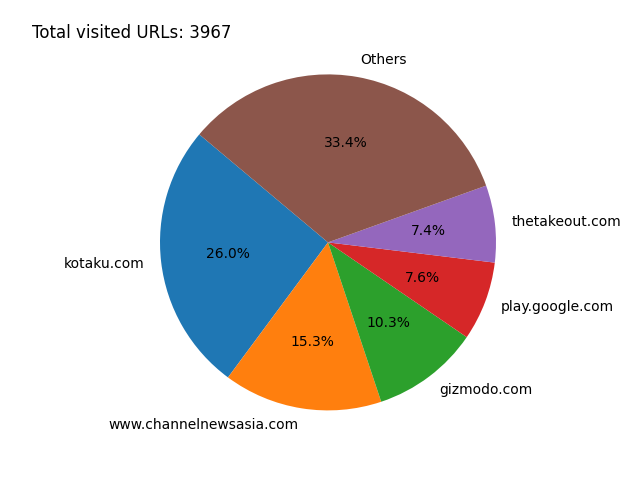 Total visited URLs: 3967
Others
33.4%
thetakeout.com
7.4%
26.0%
kotaku.com
7.6%
play.google.com
10.3%
15.3%
gizmodo.com
www.channelnewsasia.com